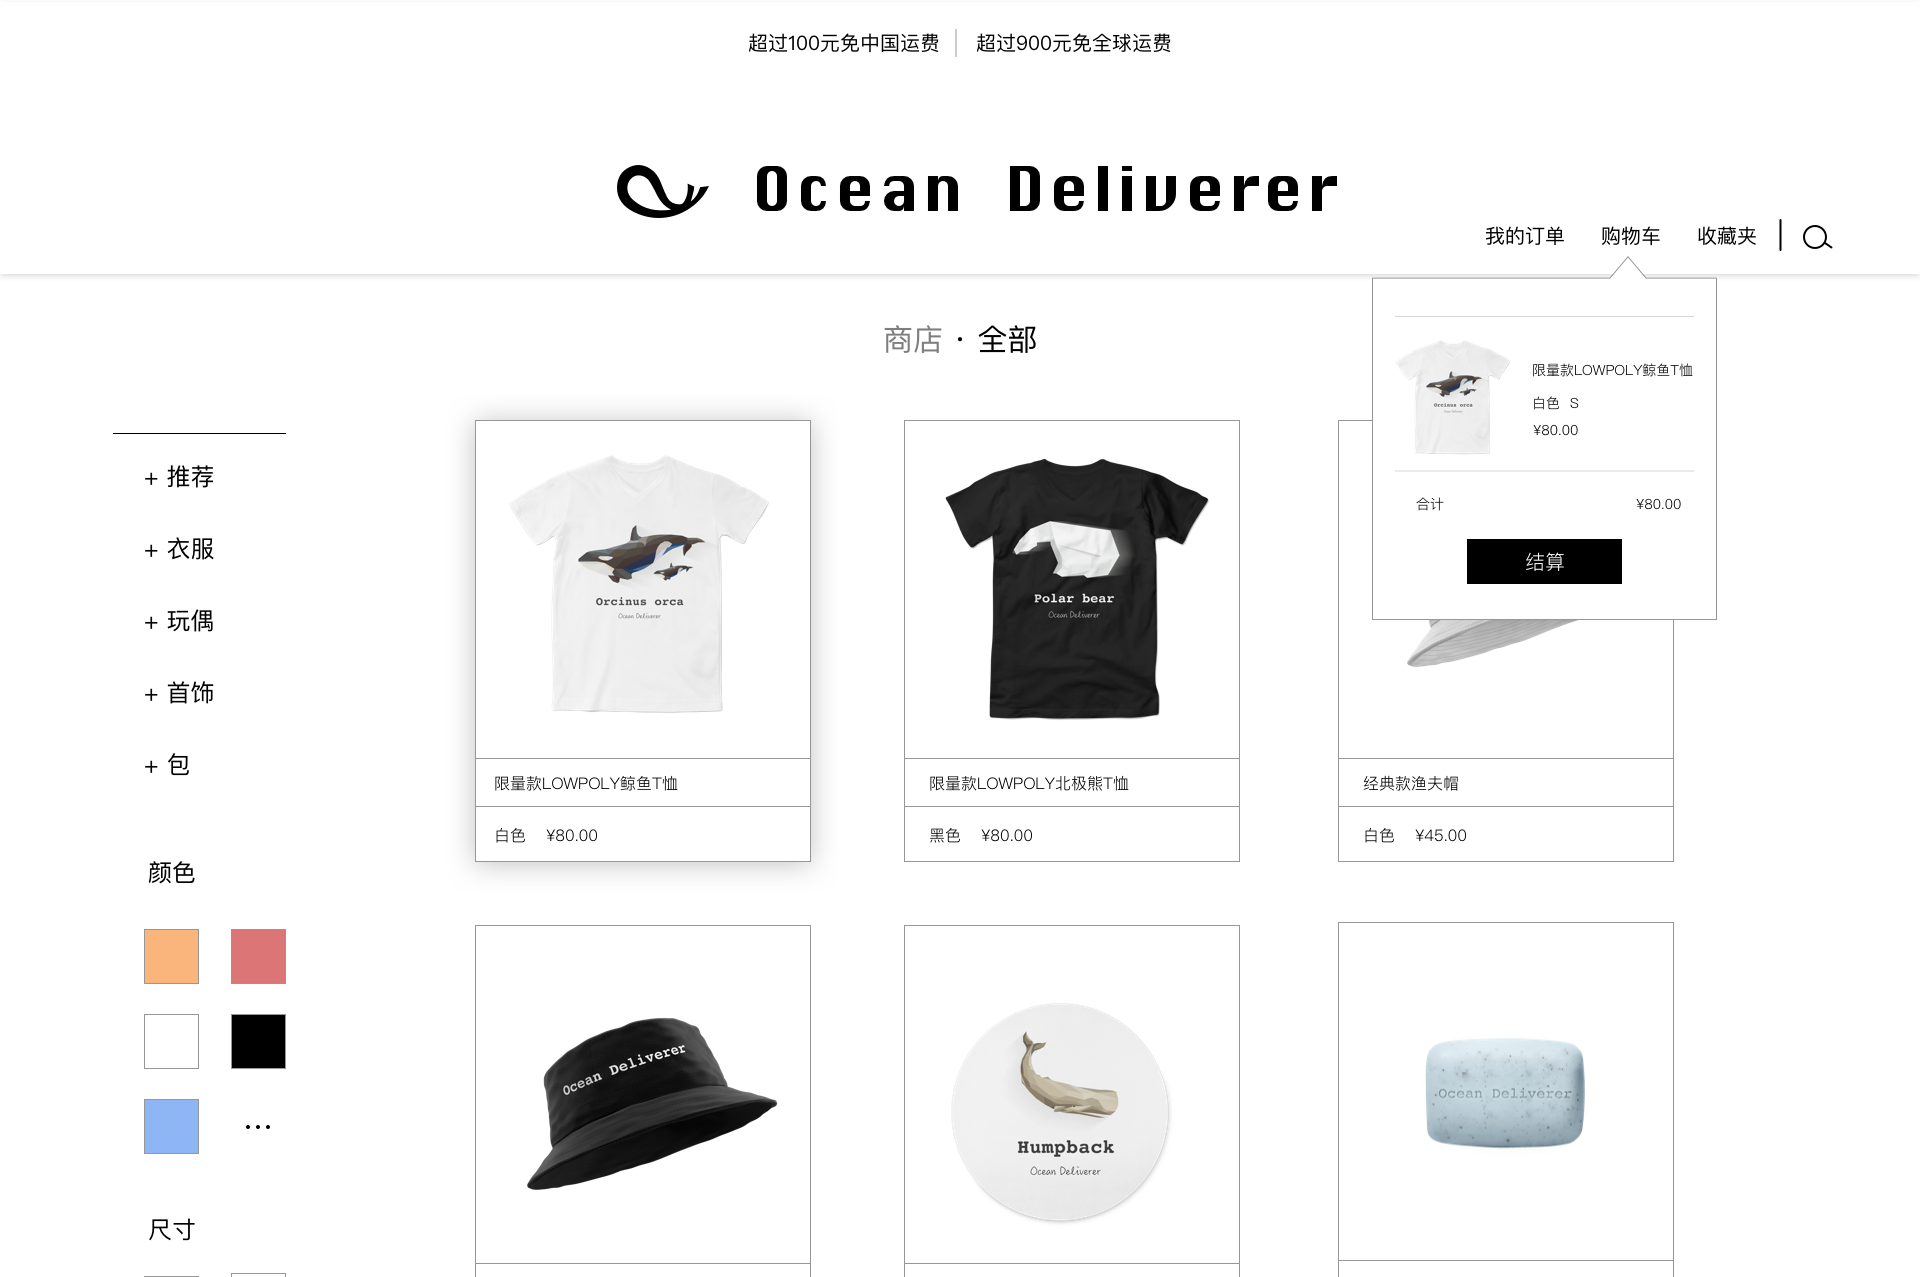 超过100元免中国运费 超过900元免全球运费
Ocean Deliverer
我的订单 购物车 收藏夹
商店 · 全部
限量款LOWPOLY鲸鱼T恤
白色 S
¥80.00
合计 ¥80.00
结算
Orcinus orca
+ 推荐
+ 衣服
+ 玩偶
+ 首饰
+ 包
颜色
...
尺寸
Orcinus orca
Ocean Deliverer
限量款LOWPOLY鲸鱼T恤
白色 ¥80.00
Polar bear
Ocean Deliverer
限量款LOWPOLY北极熊T恤
黑色 ¥80.00
经典款渔夫帽
白色 ¥45.00
Ocean Deliverer
Humpback
Ocean Deliverer
Ocean Deliverer